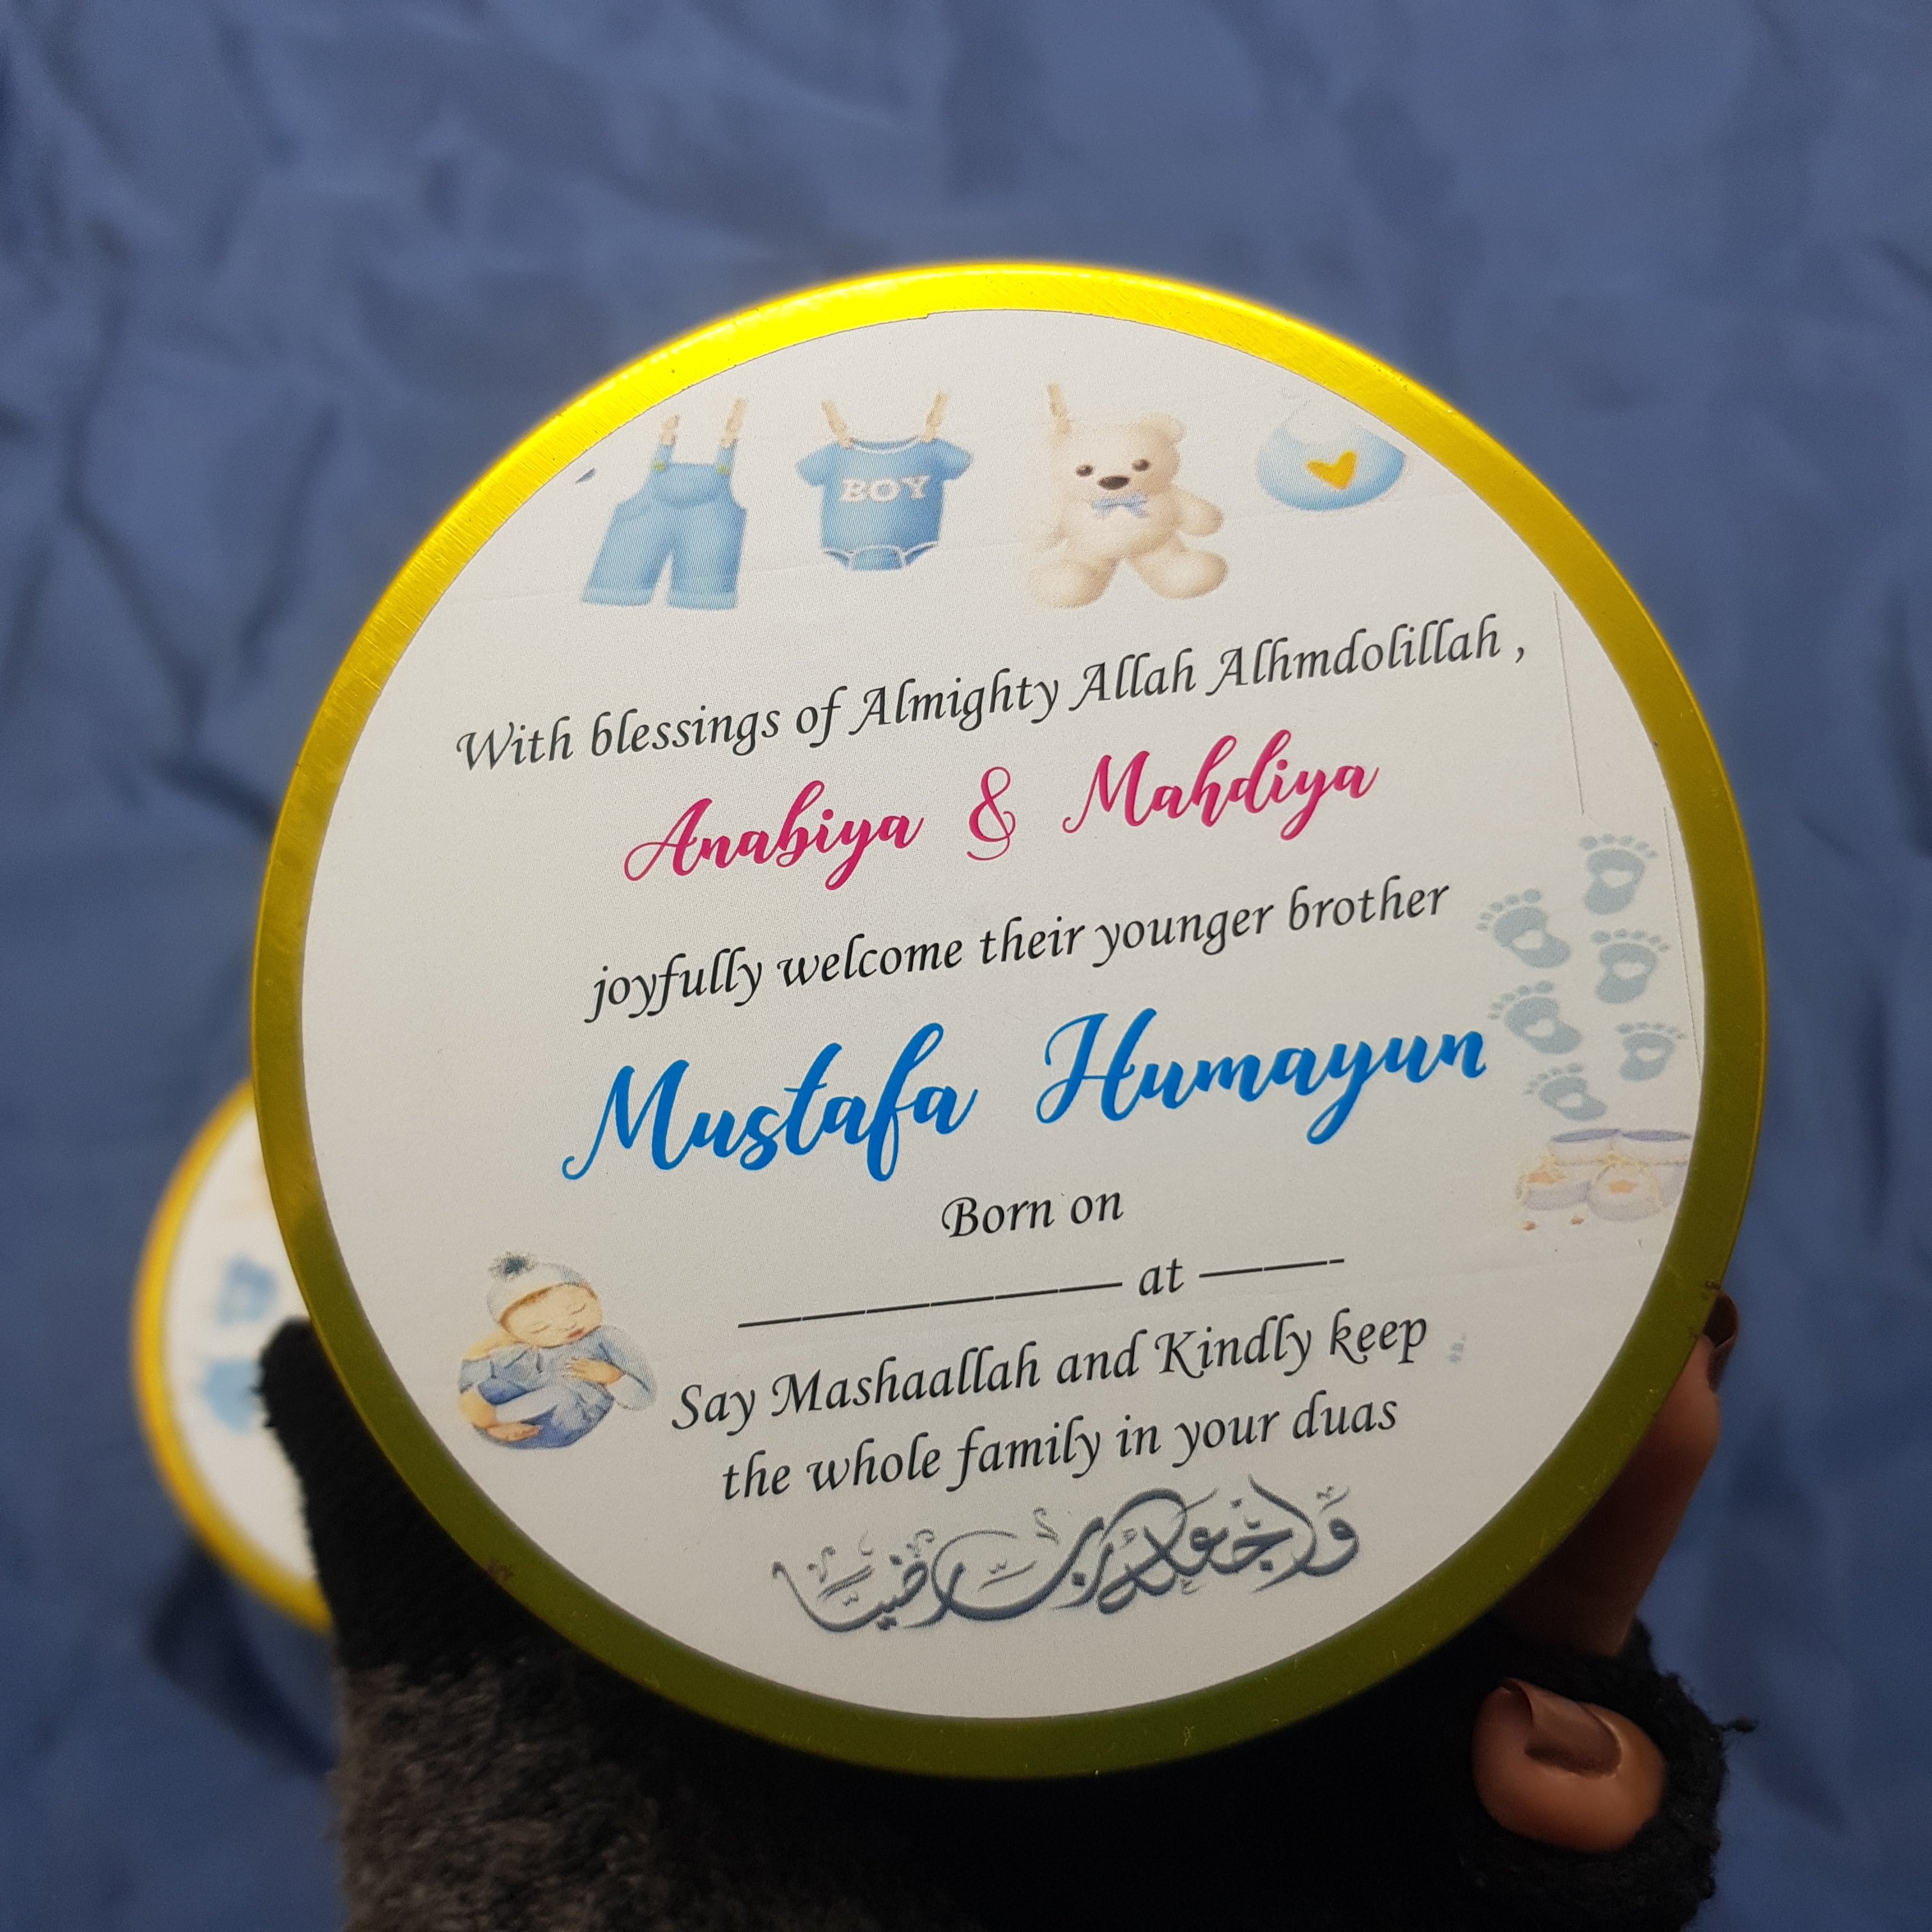 BOY
With blessings of Almighty Allah Alhmdolillah ,
Anabiya & Mahdiya
joyfully welcome their younger brother
Mustafa Humayun
Born on
—————— at ———-
Say Mashaallah and Kindly keep
the whole family in your duas
وَاجْعَلْهُ رَبِّ رَضِيًّا